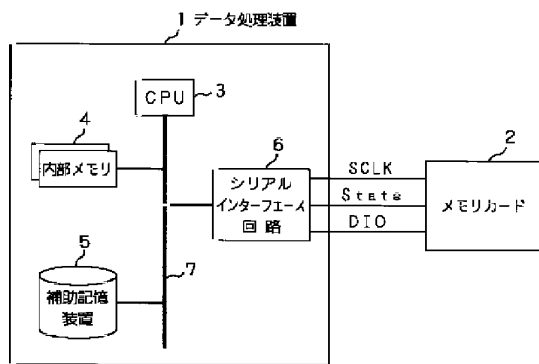 1 データ処理装置
CPU
3
4
内部メモリ
6
シリアル
インターフェース
回路
SCLK
State
DIO
2
メモリカード
5
補助記憶
装置
7